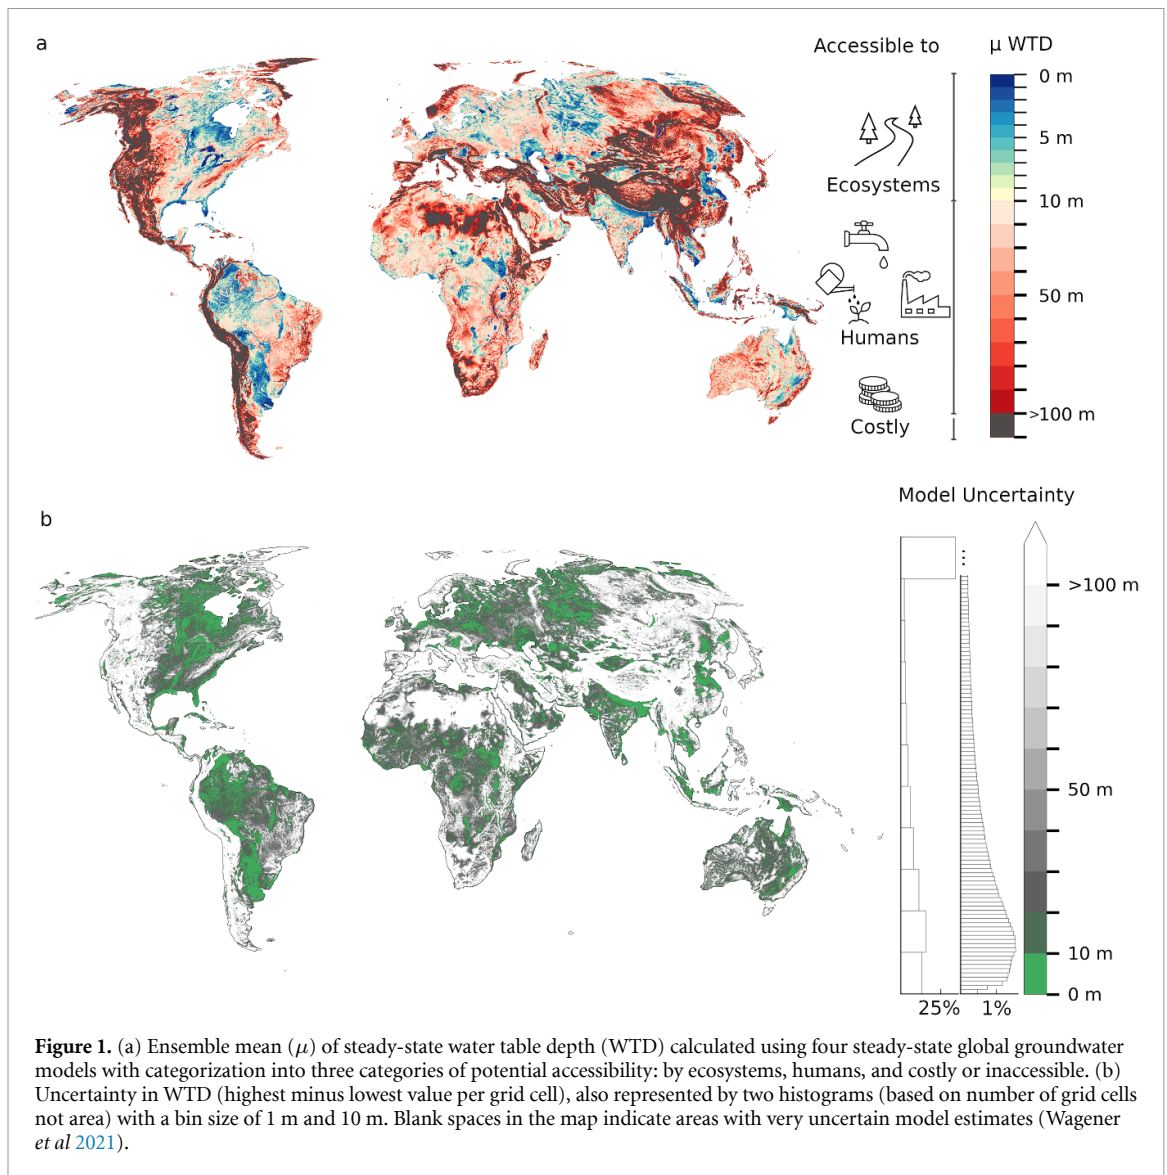 a
Accessible to
μ WTD
0 m
5 m
Ecosystems
10 m
50 m
Humans
>100 m
Costly
Model Uncertainty
b
>100 m
50 m
10 m
0 m
25%
1%
Figure 1. (a) Ensemble mean (μ) of steady-state water table depth (WTD) calculated using four steady-state global groundwater
models with categorization into three categories of potential accessibility: by ecosystems, humans, and costly or inaccessible. (b)
Uncertainty in WTD (highest minus lowest value per grid cell), also represented by two histograms (based on number of grid cells
not area) with a bin size of 1 m and 10 m. Blank spaces in the map indicate areas with very uncertain model estimates (Wagener
et al 2021).